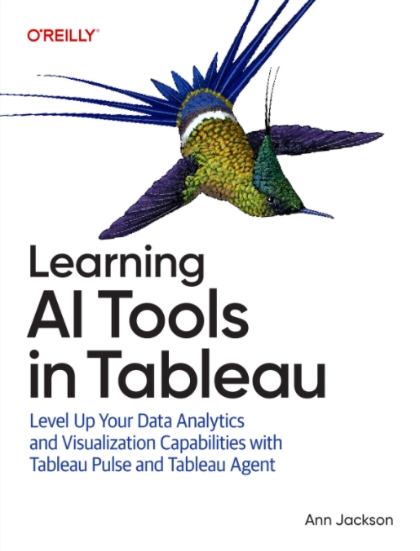 O'REILLY®
Learning
AI Tools
in Tableau
Level Up Your Data Analytics
and Visualization Capabilities with
Tableau Pulse and Tableau Agent
Ann Jackson